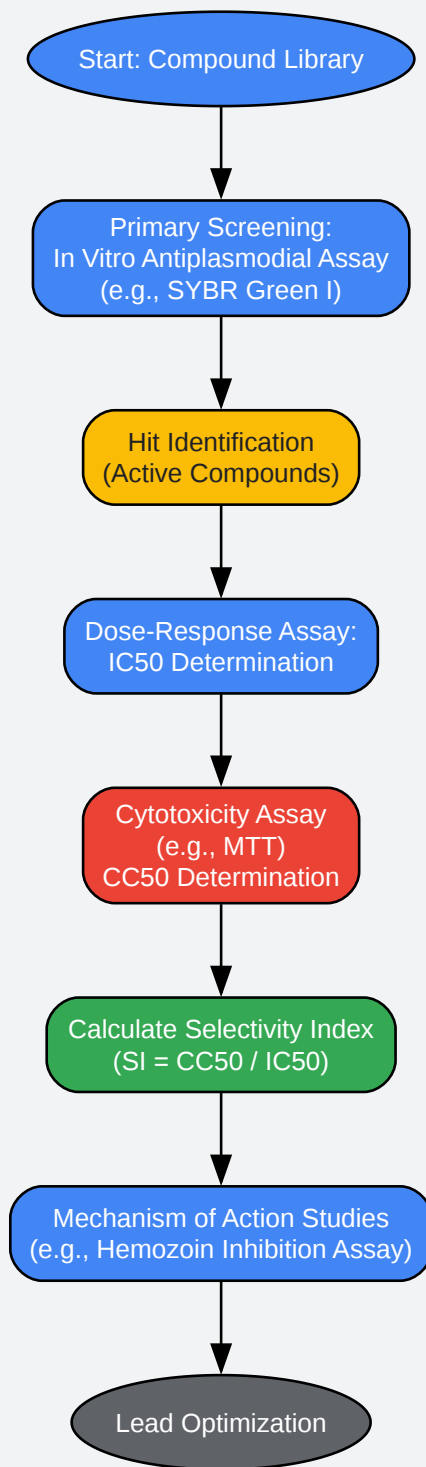 Start: Compound Library
Primary Screening:
In Vitro Antiplasmodial Assay
(e.g., SYBR Green I)
Hit Identification
(Active Compounds)
Dose-Response Assay:
IC50 Determination
Cytotoxicity Assay
(e.g., MTT)
CC50 Determination
Calculate Selectivity Index
(SI = CC50 / IC50)
Mechanism of Action Studies
(e.g., Hemozoin Inhibition Assay)
Lead Optimization